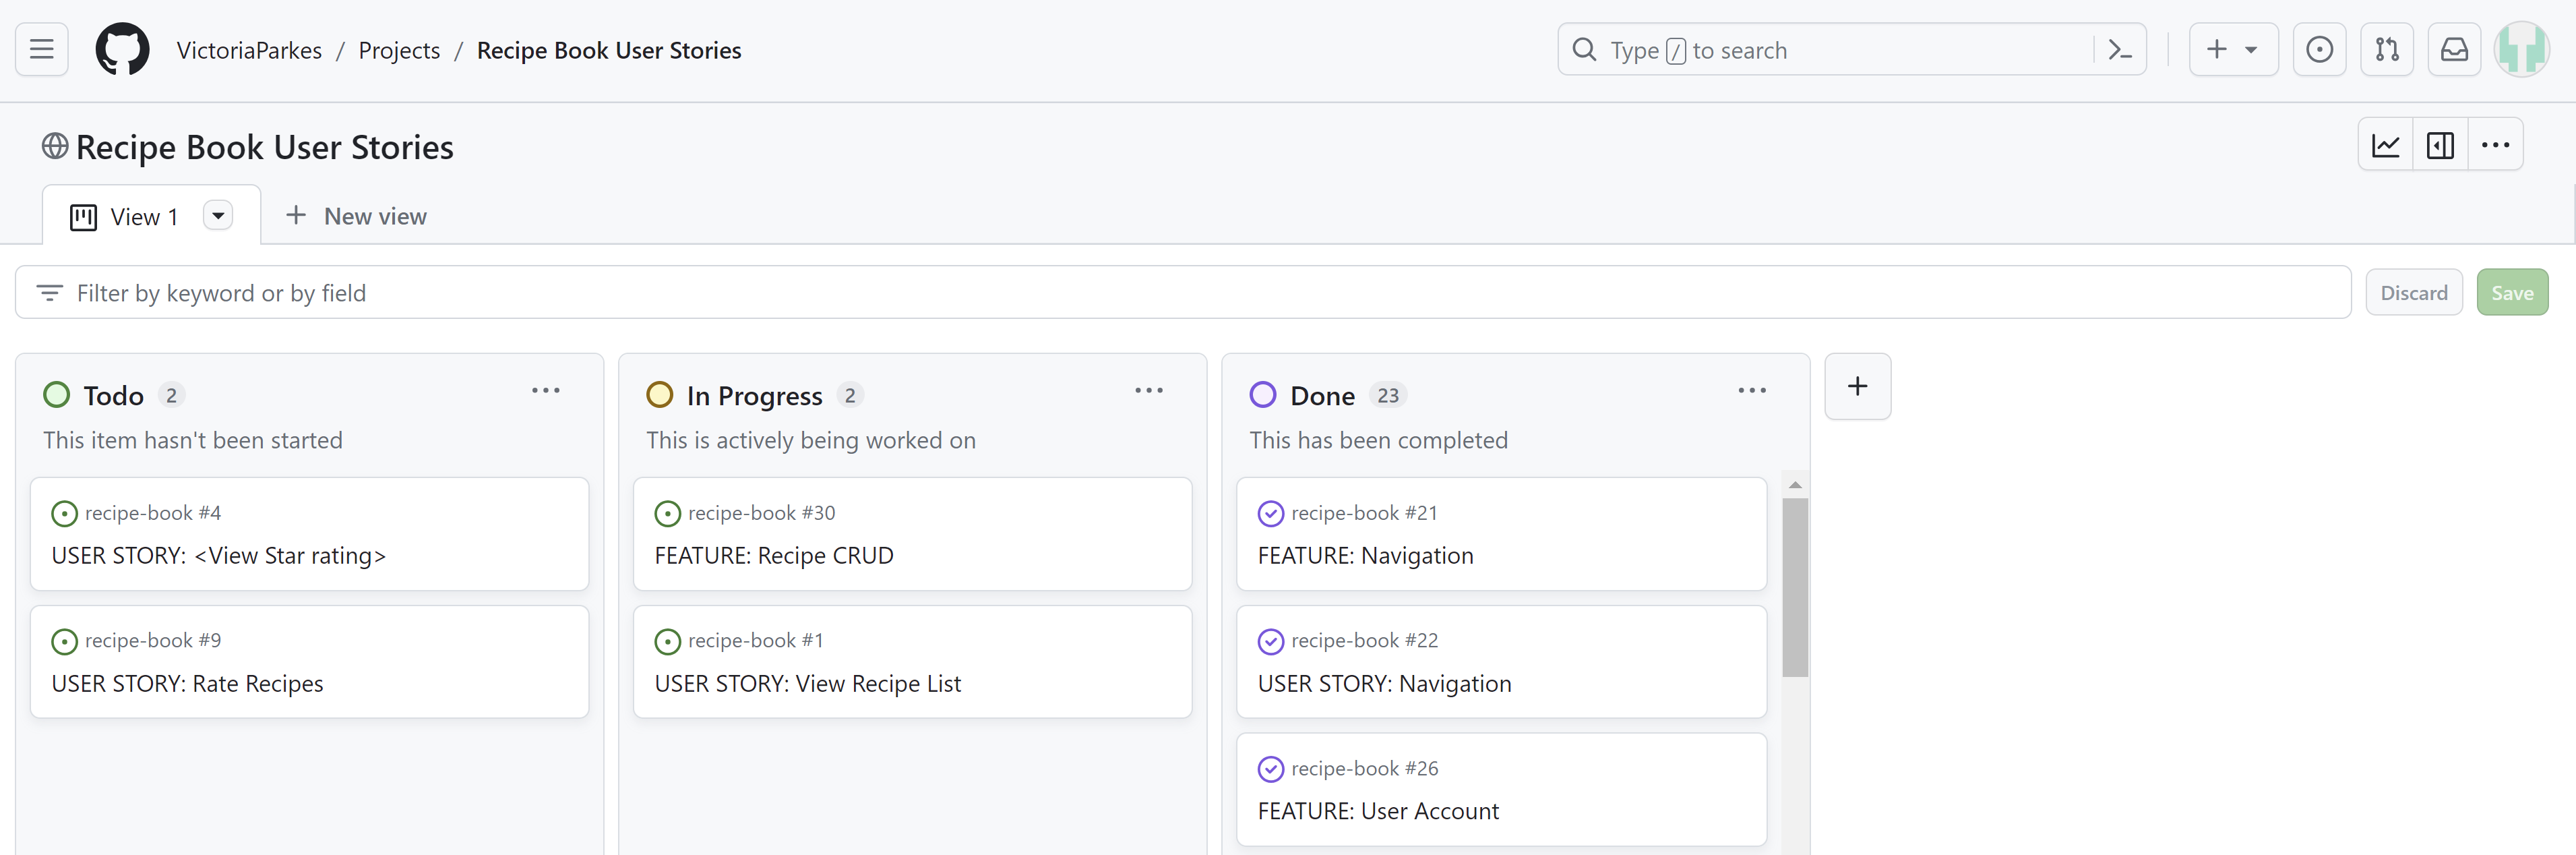 VictoriaParkes / Projects / Recipe Book User Stories
Type / to search
Recipe Book User Stories
View 1
New view
Filter by keyword or by field
Discard
Save
Todo 2
This item hasn't been started
recipe-book #4
USER STORY: <View Star rating>
recipe-book #9
USER STORY: Rate Recipes
In Progress 2
This is actively being worked on
recipe-book #30
FEATURE: Recipe CRUD
recipe-book #1
USER STORY: View Recipe List
Done 23
This has been completed
recipe-book #21
FEATURE: Navigation
recipe-book #22
USER STORY: Navigation
recipe-book #26
FEATURE: User Account